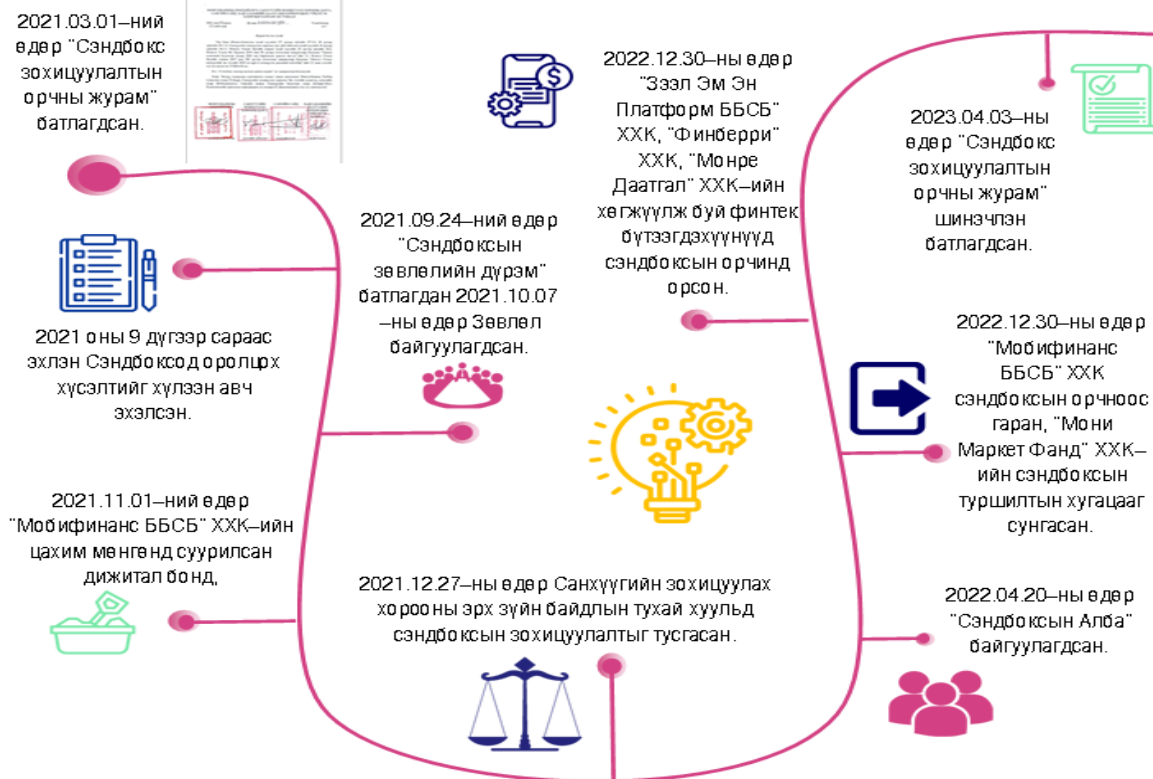 2021.03.01–ний
өдөр "Сэндбокс
зохицуулалтын
орчны журам"
батлагдсан.
2021 оны 9 дүгээр сараас
эхлэн Сэндбоксод оролцох
хүсэлтийг хүлээн авч
эхэлсэн.
2021.09.24–ний өдөр
"Сэндбоксын
зөвлөлийн дүрэм"
батлагдан 2021.10.07
–ны өдөр Зөвлөл
байгуулагдсан.
2021.11.01–ний өдөр
"Мобифинанс ББСБ" ХХК–ийн
цахим мөнгөнд суурилсан
дижитал бонд,
2021.12.27–ны өдөр Санхүүгийн зохицуулах
хорооны эрх зүйн байдлын тухай хуульд
сэндбоксын зохицуулалтыг тусгасан.
2022.04.20–ны өдөр
"Сэндбоксын Алба"
байгуулагдсан.
2022.12.30–ны өдөр
"Мобифинанс
ББСБ" ХХК
сэндбоксын орчноос
гаран, "Мони
Маркет Фанд" ХХК–
ийн сэндбоксын
туршилтын хугацааг
сунгасан.
2022.12.30–ны өдөр
"Зээл Эм Эн
Платформ ББСБ"
ХХК, "Финберри"
ХХК, "Монре
Даатгал" ХХК–ийн
хөгжүүлж буй финтек
бүтээгдэхүүнүүд
сэндбоксын орчинд
орсон.
2023.04.03–ны
өдөр "Сэндбокс
зохицуулалтын
орчны журам"
шинэчлэн
батлагдсан.